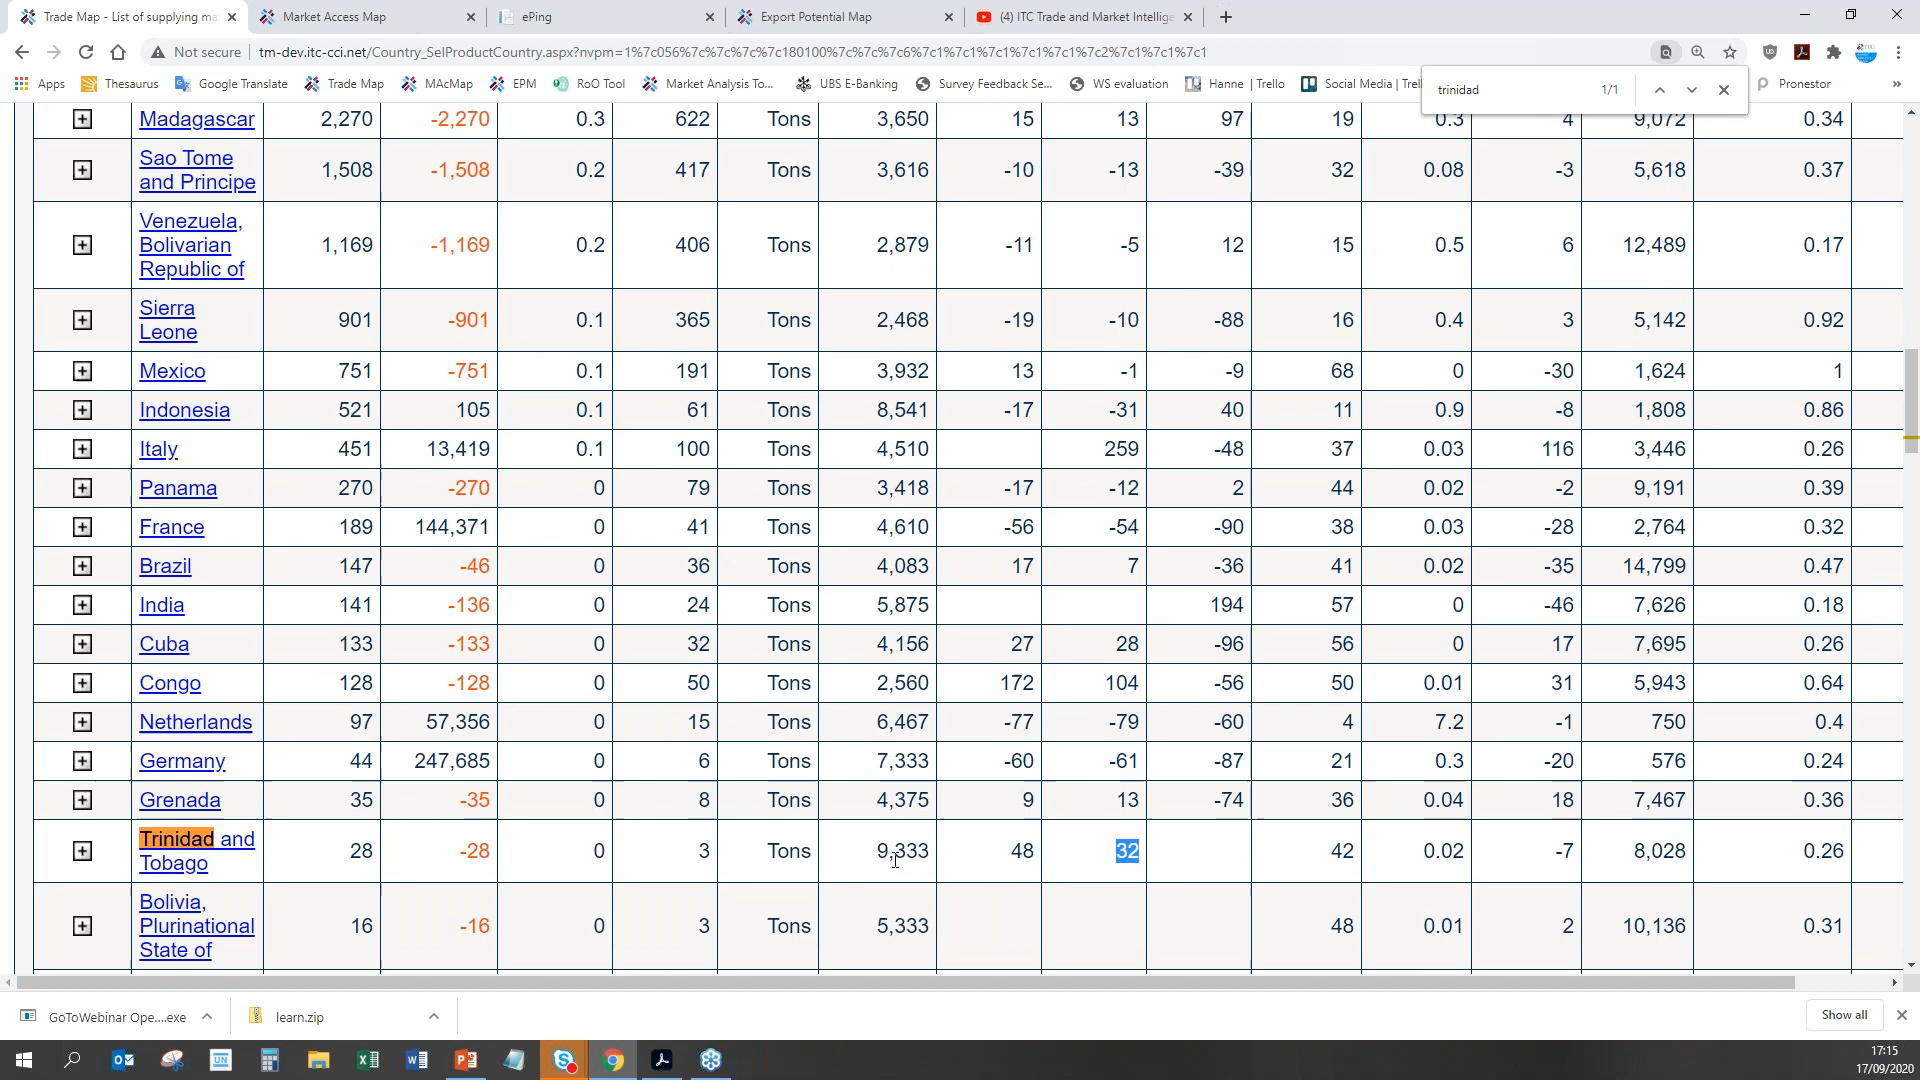 Trade Map - List of supplying ma
Market Access Map
ePing
Export Potential Map
(4) ITC Trade and Market Intellige
Not secure
tm-dev.itc-cci.net/Country_SelProductCountry.aspx?nvpm=1%7c056%7c%7c%7c%7c180100%7c%7c%7c6%7c1%7c1%7c1%7c1%7c1%7c2%7c1%7c1%7c1%7c1
Apps
Thesaurus
Google Translate
Trade Map
MAcMap
EPM
RoO Tool
Market Analysis To...
UBS E-Banking
Survey Feedback Se...
WS evaluation
Hanne | Trello
Social Media | Trell
Pronestor
»
trinidad 1/1
Madagascar 2,270 -2,270 0.3 622 Tons 3,650 15 13 97 19 0.3 4 9,072 0.34
Sao Tome
and Principe 1,508 -1,508 0.2 417 Tons 3,616 -10 -13 -39 32 0.08 -3 5,618 0.37
Venezuela,
Bolivarian 1,169 -1,169 0.2 406 Tons 2,879 -11 -5 12 15 0.5 6 12,489 0.17
Republic of
Sierra
Leone 901 -901 0.1 365 Tons 2,468 -19 -10 -88 16 0.4 3 5,142 0.92
Mexico 751 -751 0.1 191 Tons 3,932 13 -1 -9 68 0 -30 1,624 1
Indonesia 521 105 0.1 61 Tons 8,541 -17 -31 40 11 0.9 -8 1,808 0.86
Italy 451 13,419 0.1 100 Tons 4,510 259 -48 37 0.03 116 3,446 0.26
Panama 270 -270 0 79 Tons 3,418 -17 -12 2 44 0.02 -2 9,191 0.39
France 189 144,371 0 41 Tons 4,610 -56 -54 -90 38 0.03 -28 2,764 0.32
Brazil 147 -46 0 36 Tons 4,083 17 7 -36 41 0.02 -35 14,799 0.47
India 141 -136 0 24 Tons 5,875 194 57 0 -46 7,626 0.18
Cuba 133 -133 0 32 Tons 4,156 27 28 -96 56 0 17 7,695 0.26
Congo 128 -128 0 50 Tons 2,560 172 104 -56 50 0.01 31 5,943 0.64
Netherlands 97 57,356 0 15 Tons 6,467 -77 -79 -60 4 7.2 -1 750 0.4
Germany 44 247,685 0 6 Tons 7,333 -60 -61 -87 21 0.3 -20 576 0.24
Grenada 35 -35 0 8 Tons 4,375 9 13 -74 36 0.04 18 7,467 0.36
Trinidad and
Tobago 28 -28 0 3 Tons 9,333 48 32 42 0.02 -7 8,028 0.26
Bolivia,
Plurinational 16 -16 0 3 Tons 5,333 48 0.01 2 10,136 0.31
State of
GoToWebinar Ope....exe
learn.zip
Show all
UN
17:15
17/09/2020